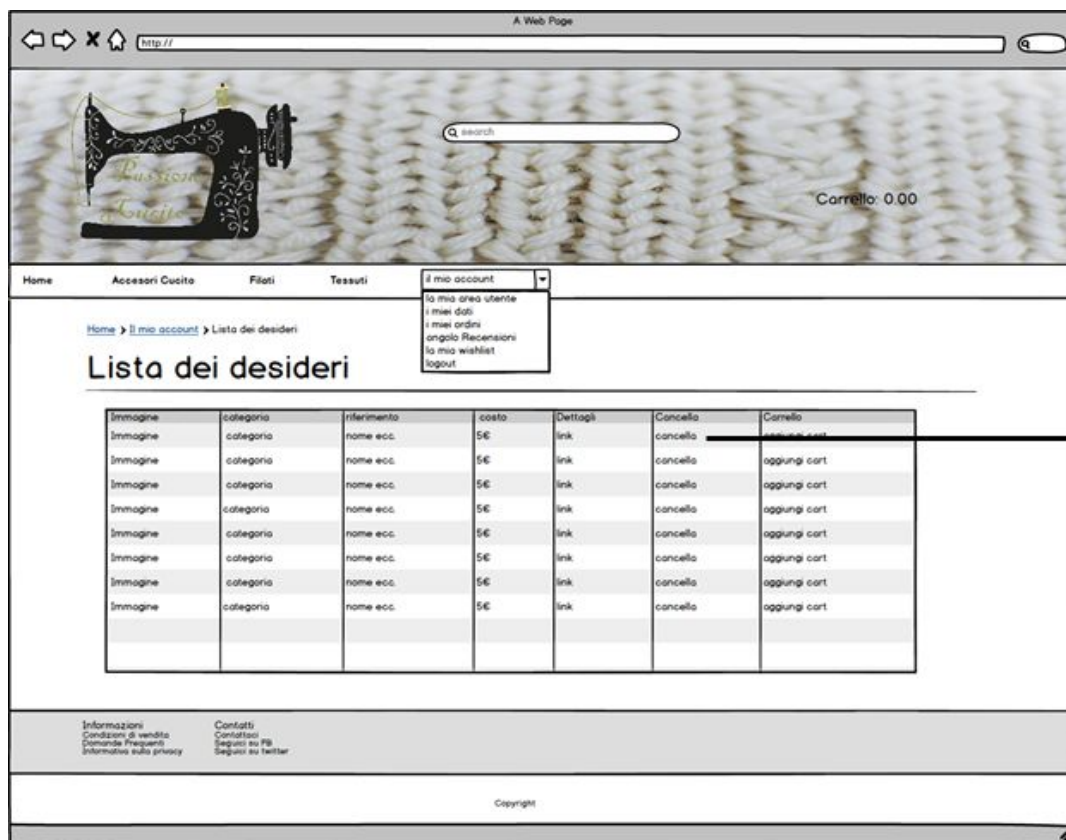 A Web Page
http://
search
Passione
Cucito
Carrello: 0.00
Home Accesori Cucito Filati Tessuti il mio account
la mia area utente
i miei dati
i miei ordini
angolo Recensioni
la mia wishlist
logout
Home > Il mio account > Lista dei desideri
Lista dei desideri
Immagine categoria riferimento costo Dettagli Cancella Carrello
Immagine categoria nome ecc. 5€ link cancella aggiungi cart
Immagine categoria nome ecc. 5€ link cancella aggiungi cart
Immagine categoria nome ecc. 5€ link cancella aggiungi cart
Immagine categoria nome ecc. 5€ link cancella aggiungi cart
Immagine categoria nome ecc. 5€ link cancella aggiungi cart
Immagine categoria nome ecc. 5€ link cancella aggiungi cart
Immagine categoria nome ecc. 5€ link cancella aggiungi cart
Immagine categoria nome ecc. 5€ link cancella aggiungi cart
Informazioni Contatti
Condizioni di vendita Contattaci
Domande Frequenti Seguici su FB
Informativa sulla privacy Seguici su twitter
Copyright